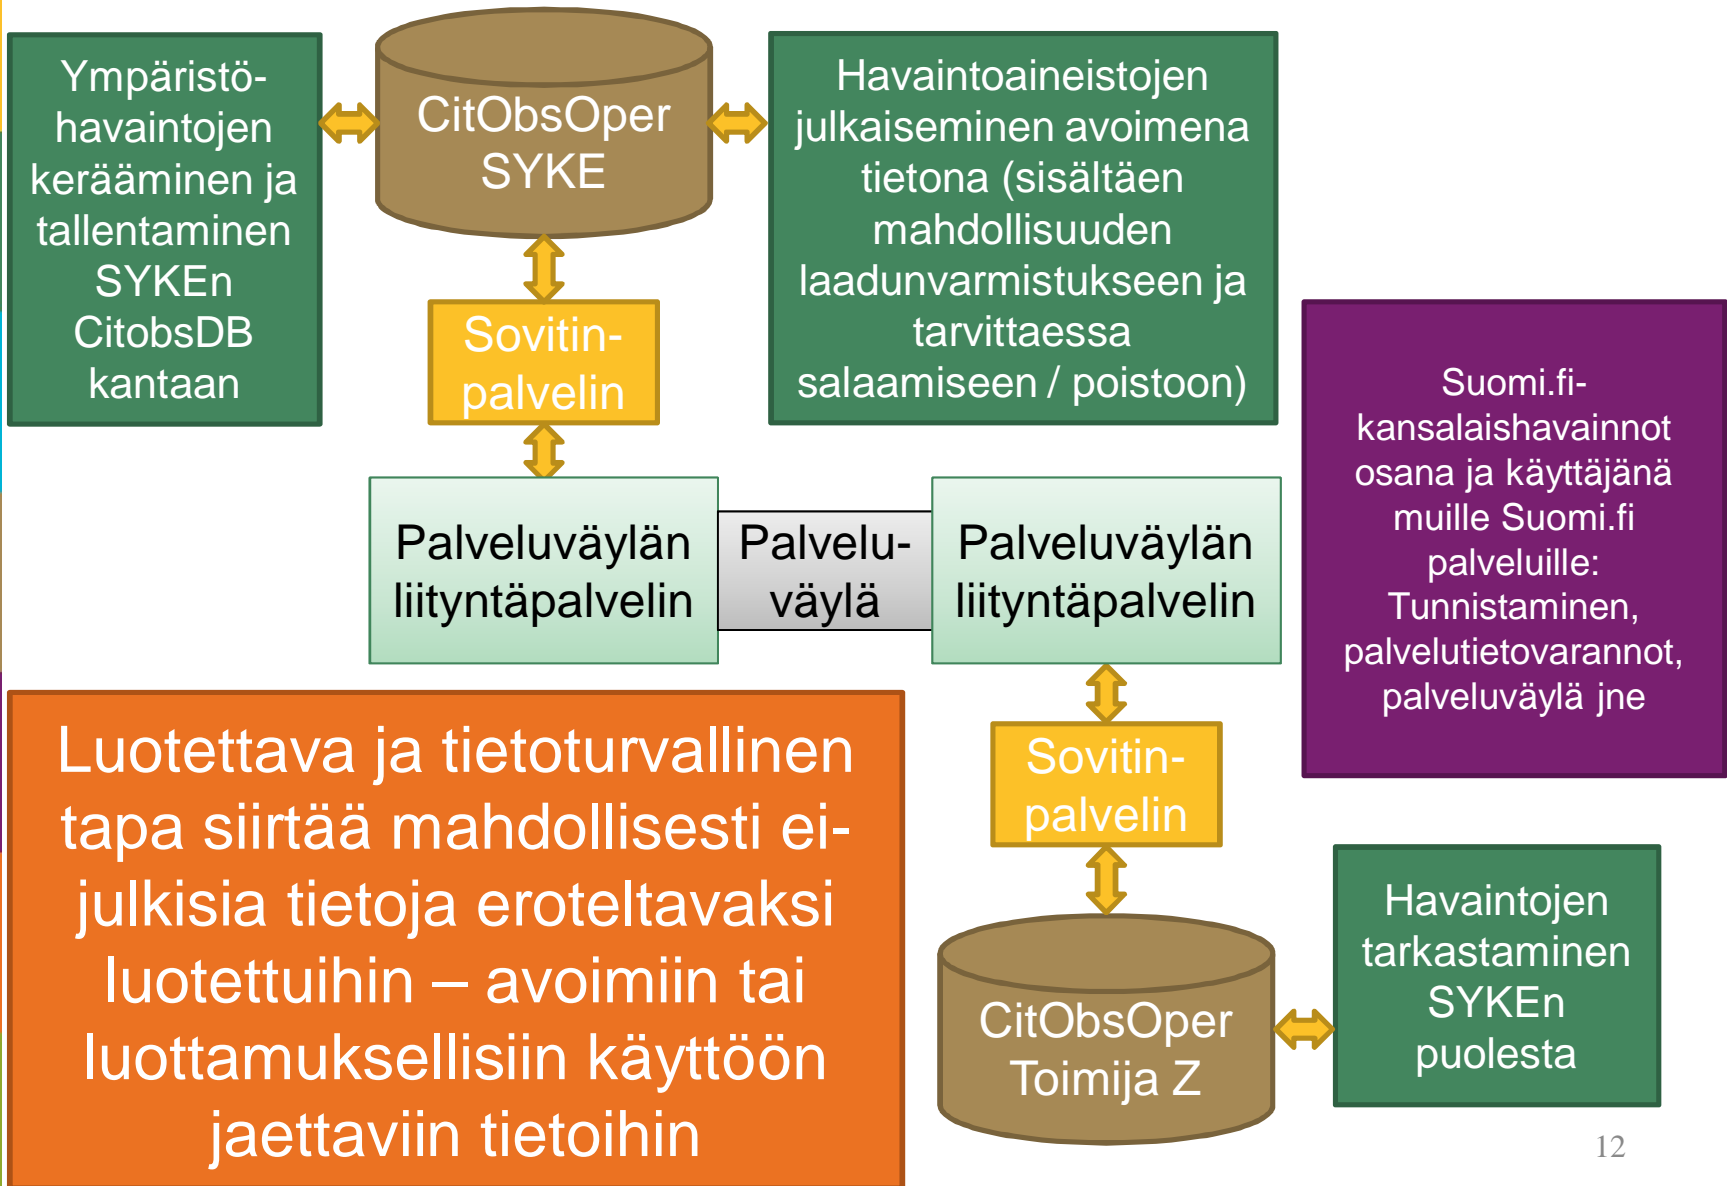 Ympäristö-
havaintojen
kerääminen ja
tallentaminen
SYKEn
CitobsDB
kantaan
CitObsOper
SYKE
Havaintoaineistojen
julkaiseminen avoimena
tietona (sisältäen
mahdollisuuden
laadunvarmistukseen ja
tarvittaessa
salaamiseen / poistoon)
Sovitin-
palvelin
Suomi.fi-
kansalaishavainnot
osana ja käyttäjänä
muille Suomi.fi
palveluille:
Tunnistaminen,
palvelutietovarannot,
palveluväylä jne
Palveluväylän
liityntäpalvelin
Palvelu-
väylä
Palveluväylän
liityntäpalvelin
Luotettava ja tietoturvallinen
tapa siirtää mahdollisesti ei-
julkisia tietoja eroteltavaksi
luotettuihin – avoimiin tai
luottamuksellisiin käyttöön
jaettaviin tietoihin
Sovitin-
palvelin
CitObsOper
Toimija Z
Havaintojen
tarkastaminen
SYKEn
puolesta
12